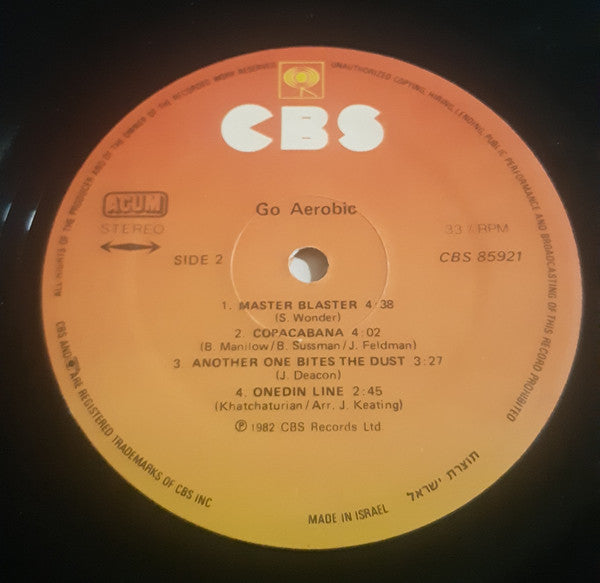 ALL RIGHTS OF THE PRODUCER AND OF THE OWNER OF THE RECORDED WORK RESERVED
UNAUTHORIZED COPYING, HIRING, LENDING, PUBLIC PERFORMANCE AND BROADCASTING OF THIS RECORD PROHIBITED
CBS
Go Aerobic
ACUM
STEREO
33 RPM
SIDE 2
CBS 85921
1. MASTER BLASTER 4:38
(S. Wonder)
2. COPACABANA 4:02
(B. Manilow/B. Sussman/J. Feldman)
3. ANOTHER ONE BITES THE DUST 3:27
(J. Deacon)
4. ONEDIN LINE 2:45
(Khatchaturian/Arr. J. Keating)
℗ 1982 CBS Records Ltd.
CBS AND ARE REGISTERED TRADEMARKS OF CBS INC
MADE IN ISRAEL
תוצרת ישראל